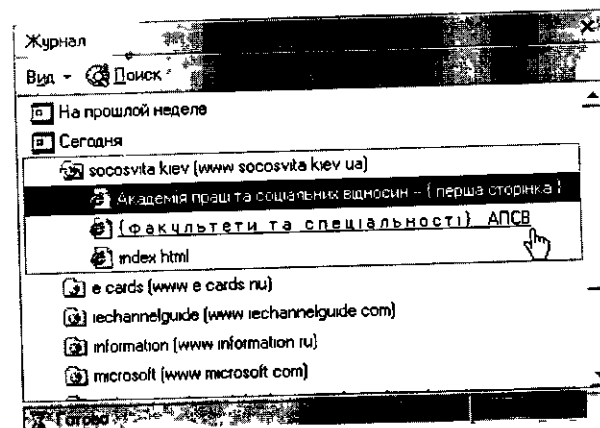 Журнал
Вид Поиск
На прошлой неделе
Сегодня
socosvita kiev (www socosvita kiev ua)
Академія праці та соціальних відносин -- { перша сторінка }
{факультети та спеціальності} АПСВ
index html
e cards (www e cards nu)
iechannelguide (www iechannelguide com)
information (www information ru)
microsoft (www microsoft com)
Готово